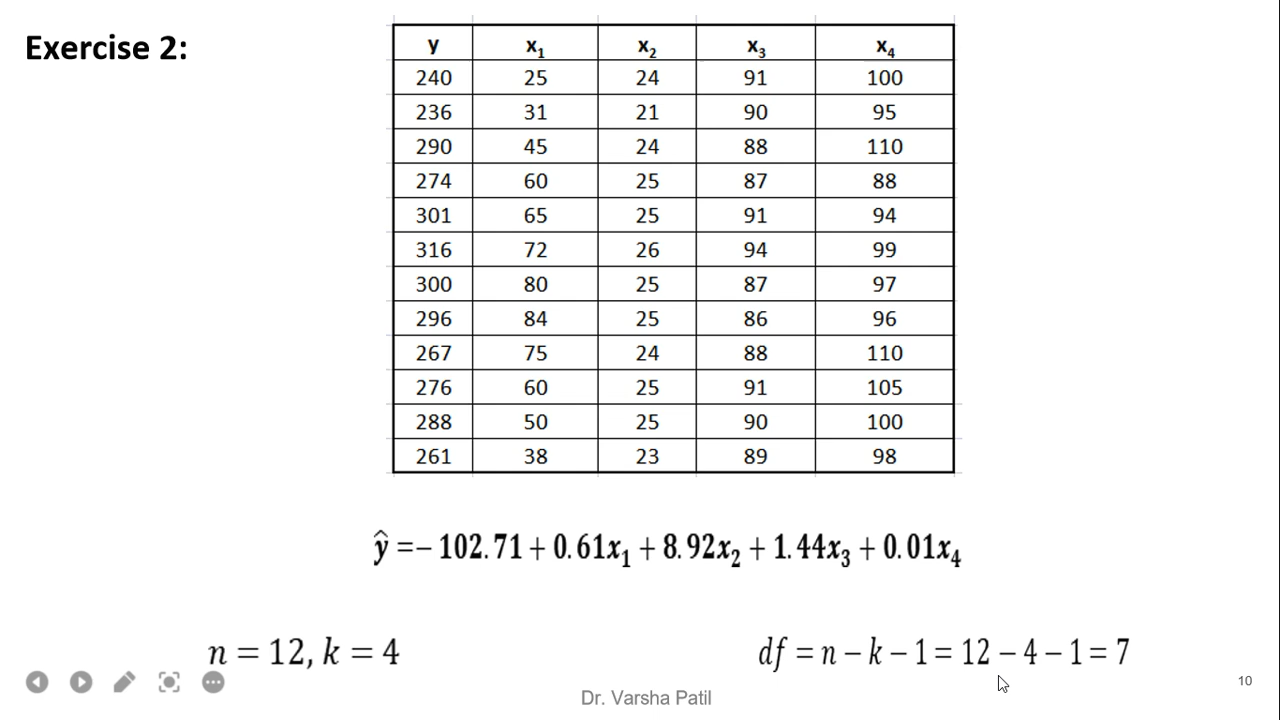 Exercise 2:
y x₁ x₂ x₃ x₄
240 25 24 91 100
236 31 21 90 95
290 45 24 88 110
274 60 25 87 88
301 65 25 91 94
316 72 26 94 99
300 80 25 87 97
296 84 25 86 96
267 75 24 88 110
276 60 25 91 105
288 50 25 90 100
261 38 23 89 98
ŷ =− 102.71 + 0.61x₁ + 8.92x₂ + 1.44x₃ + 0.01x₄
n = 12, k = 4
df = n − k − 1 = 12 − 4 − 1 = 7
Dr. Varsha Patil
10